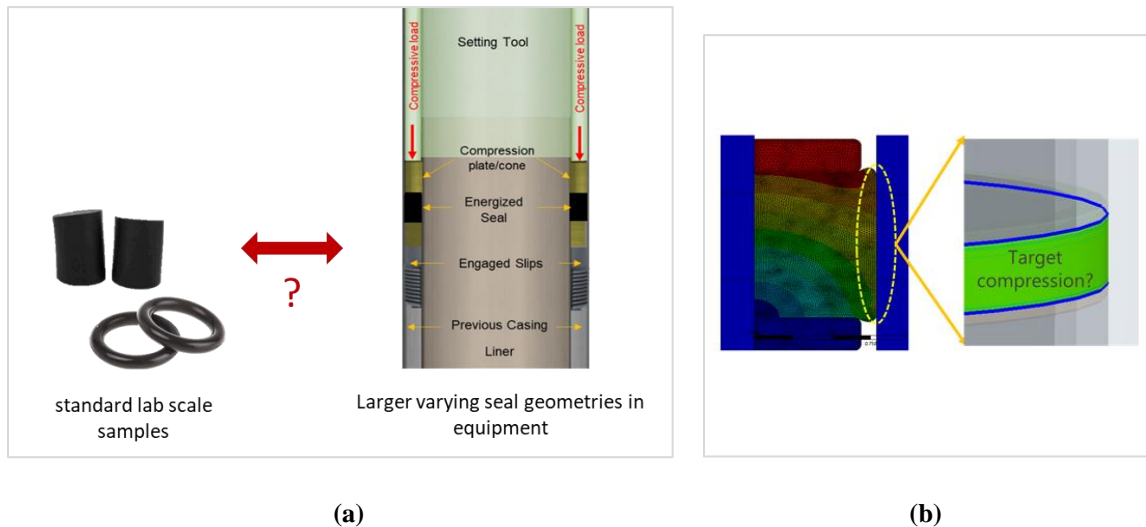 Compressive load
Setting Tool
Compressive load
Compression
plate/cone
Energized
Seal
Engaged Slips
Previous Casing
Liner
?
standard lab scale
samples
Larger varying seal geometries in
equipment
Target
compression?
(a)
(b)